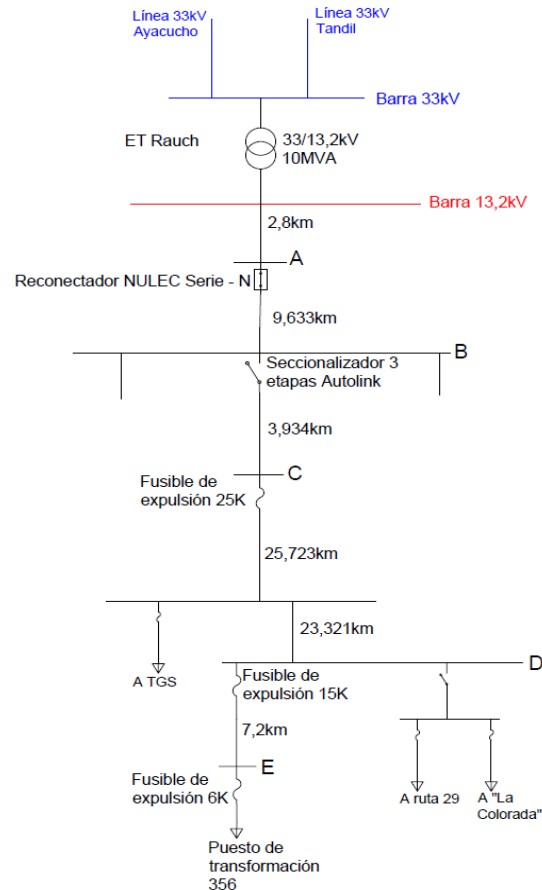 Línea 33kV
Ayacucho
Línea 33kV
Tandil
Barra 33kV
ET Rauch
33/13,2kV
10MVA
Barra 13,2kV
2,8km
A
Reconectador NULEC Serie - N
9,633km
B
Seccionalizador 3
etapas Autolink
3,934km
C
Fusible de
expulsión 25K
25,723km
23,321km
D
A TGS
Fusible de
expulsión 15K
7,2km
E
Fusible de
expulsión 6K
A ruta 29
A "La
Colorada"
Puesto de
transformación
356